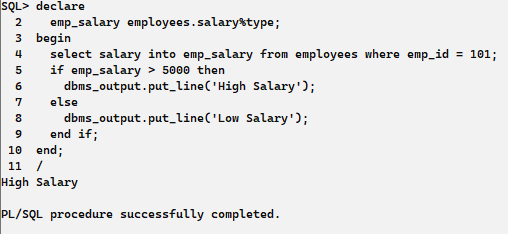 SQL> declare
  2    emp_salary employees.salary%type;
  3  begin
  4    select salary into emp_salary from employees where emp_id = 101;
  5    if emp_salary > 5000 then
  6      dbms_output.put_line('High Salary');
  7    else
  8      dbms_output.put_line('Low Salary');
  9    end if;
 10  end;
 11  /
High Salary

PL/SQL procedure successfully completed.